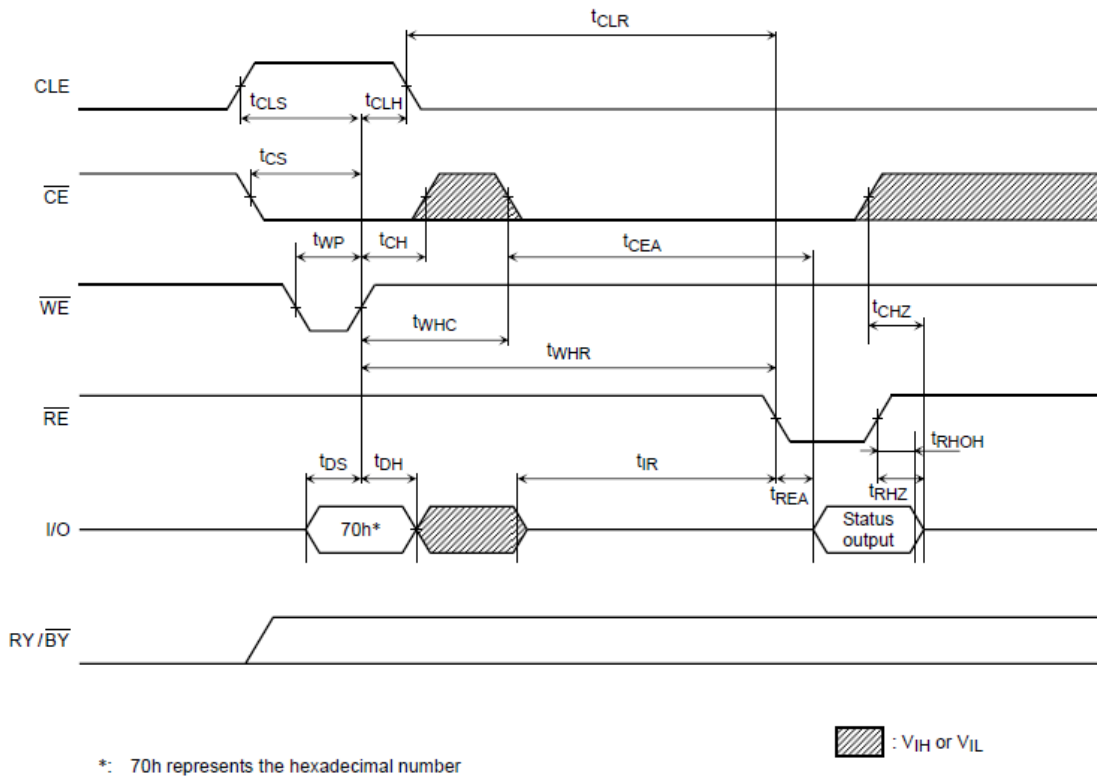 tCLR
CLE
tCLS
tCLH
tCS
CE
tWP
tCH
tCEA
WE
tWHC
tCHZ
tWHR
RE
tRHOH
tDS
tDH
tIR
tREA
tRHZ
I/O
70h*
Status
output
RY/BY
: VIH or VIL
*: 70h represents the hexadecimal number